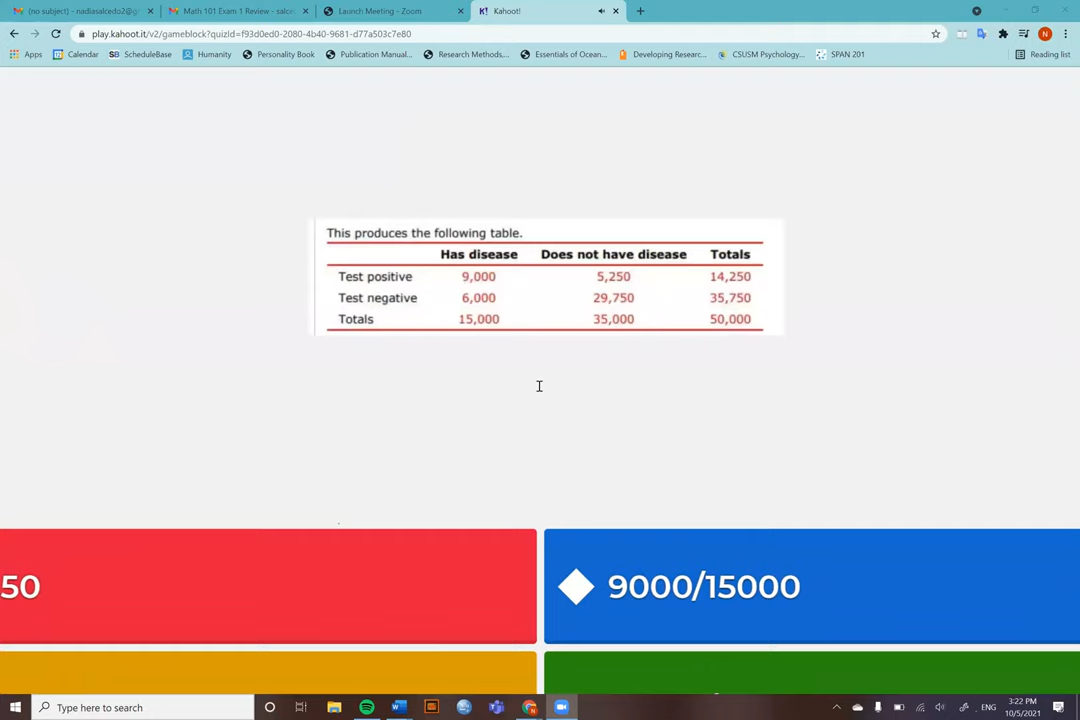 (no subject) - nadiasalcedo2@g
Math 101 Exam 1 Review - salce
Launch Meeting - Zoom
Kahoot!
play.kahoot.it/v2/gameblock?quizId=f93d0ed0-2080-4b40-9681-d77a503c7e80
N
Apps Calendar SB ScheduleBase Humanity Personality Book Publication Manual... Research Methods,... Essentials of Ocean... Developing Researc... CSUSM Psychology... SPAN 201 Reading list
This produces the following table.
Has disease Does not have disease Totals
Test positive 9,000 5,250 14,250
Test negative 6,000 29,750 35,750
Totals 15,000 35,000 50,000
50
9000/15000
Type here to search
ENG
3:22 PM
10/5/2021